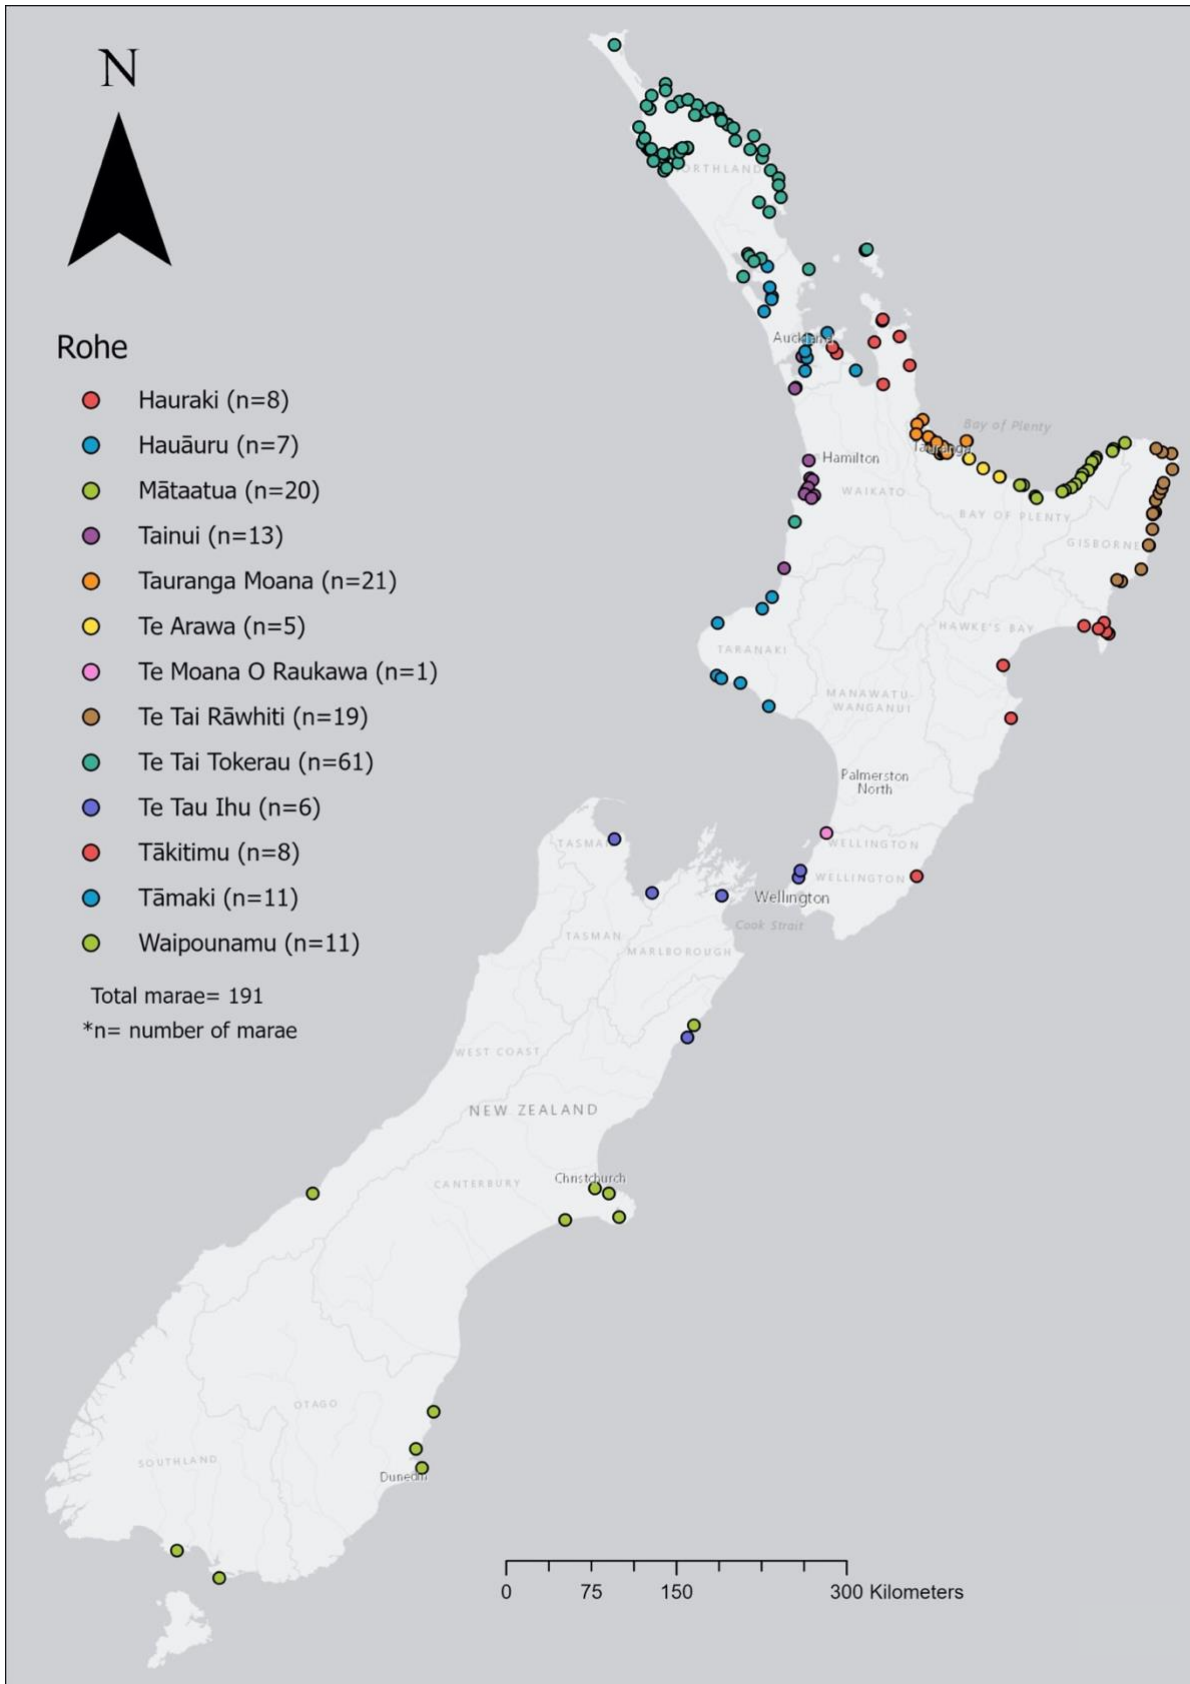 N
Rohe
Hauraki (n=8)
Hauāuru (n=7)
Mātaatua (n=20)
Tainui (n=13)
Tauranga Moana (n=21)
Te Arawa (n=5)
Te Moana O Raukawa (n=1)
Te Tai Rāwhiti (n=19)
Te Tai Tokerau (n=61)
Te Tau Ihu (n=6)
Tākitimu (n=8)
Tāmaki (n=11)
Waipounamu (n=11)
Total marae= 191
*n= number of marae
Bay of Plenty
Hamilton
WAIKATO
BAY OF PLENTY
GISBORNE
HAWKE'S BAY
TARANAKI
MANAWATU-
WANGANUI
Palmerston
North
WELLINGTON
WELLINGTON
Wellington
Cook Strait
TASMAN
MARLBOROUGH
WEST COAST
NEW ZEALAND
Christchurch
CANTERBURY
OTAGO
SOUTHLAND
0 75 150 300 Kilometers